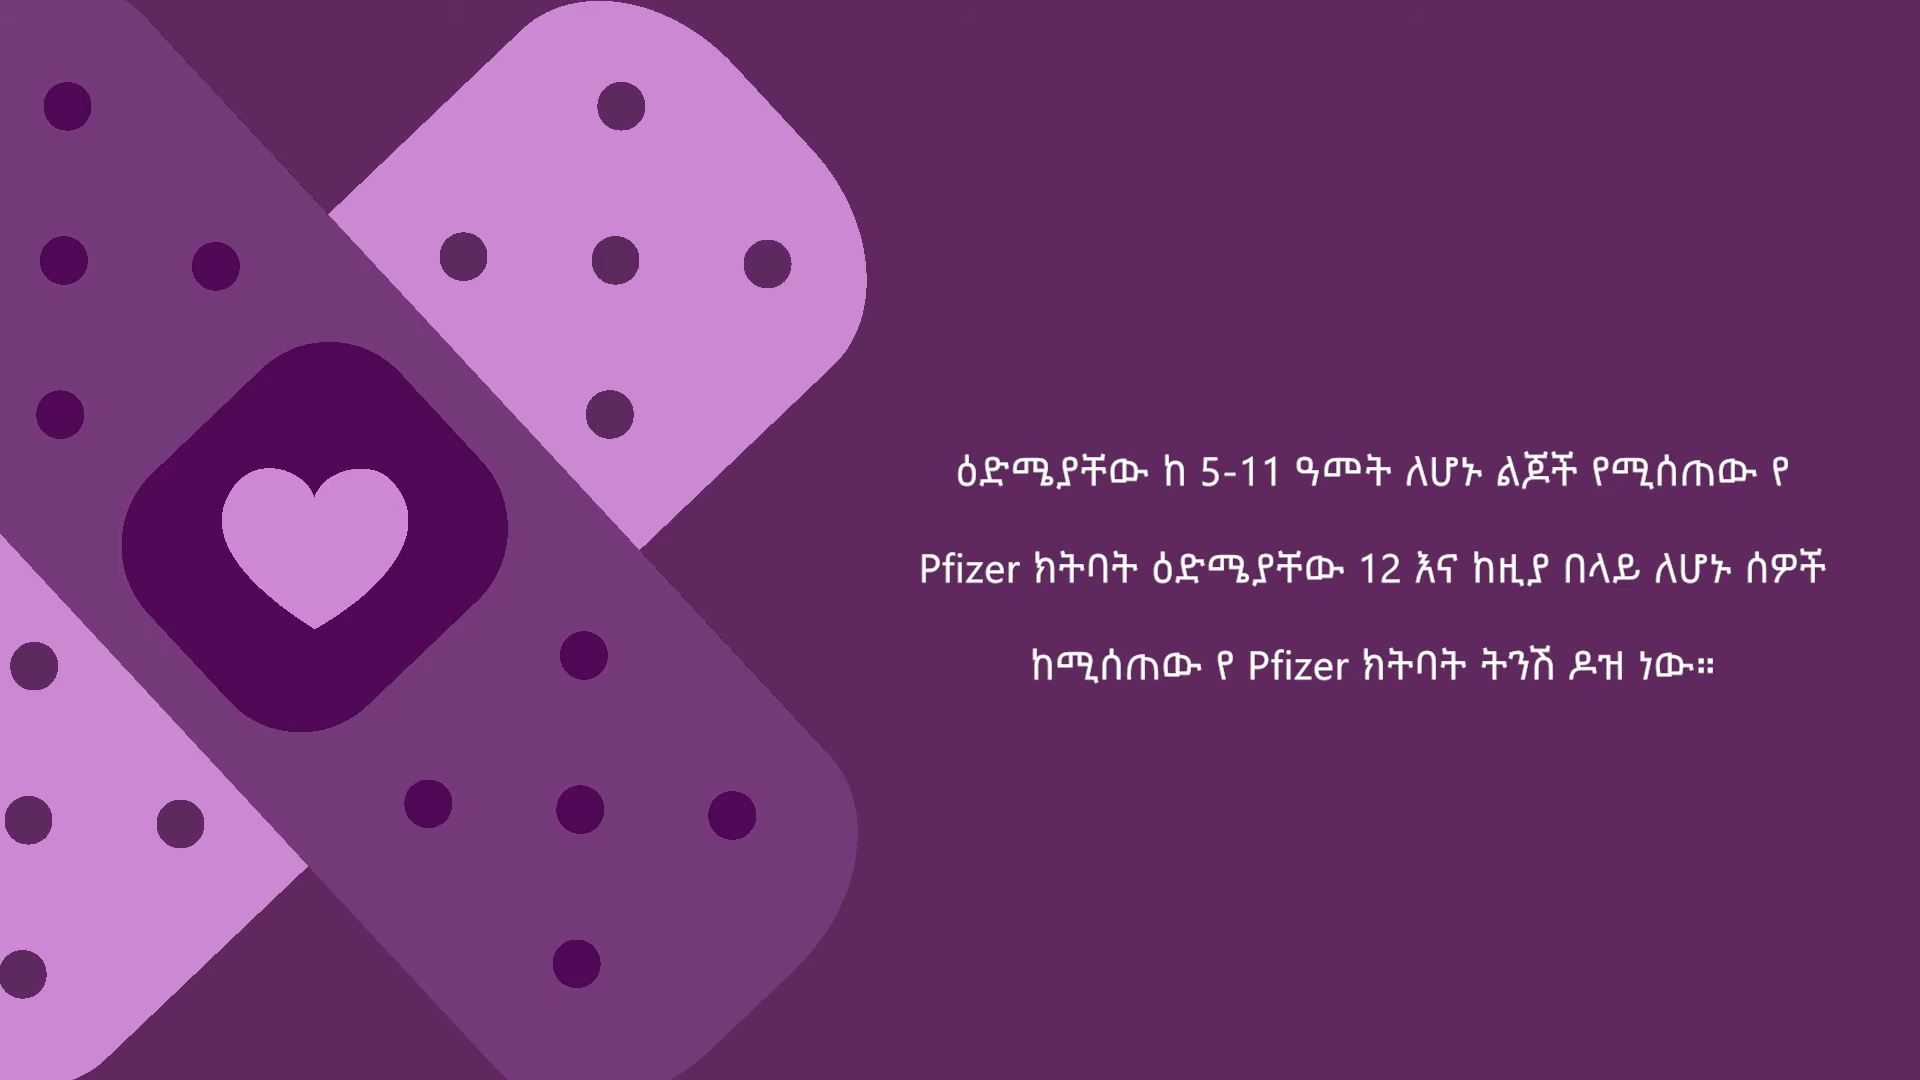 ዕድሜያቸው ከ 5-11 ዓመት ለሆኑ ልጆች የሚሰጠው የ
Pfizer ክትባት ዕድሜያቸው 12 እና ከዚያ በላይ ለሆኑ ሰዎች
ከሚሰጠው የ Pfizer ክትባት ትንሽ ዶዝ ነው።